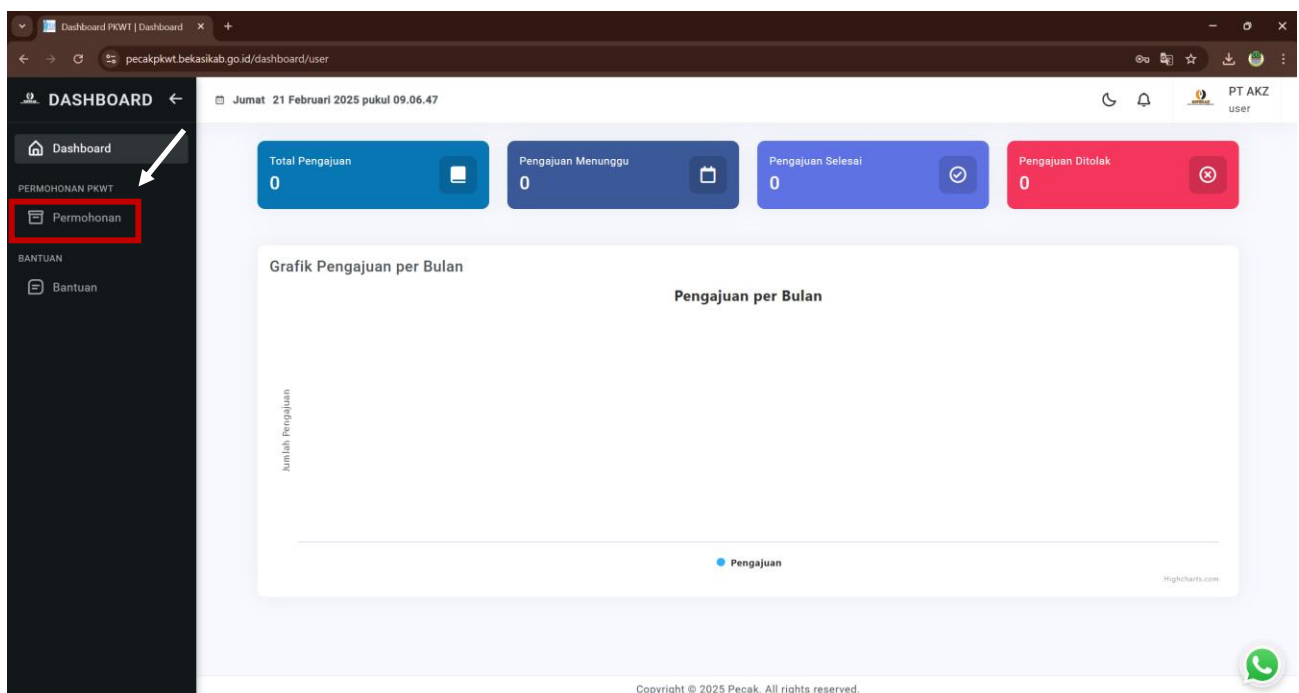 Dashboard PKWT | Dashboard
pecakpkwt.bekasikab.go.id/dashboard/user
DASHBOARD
Jumat 21 Februari 2025 pukul 09.06.47
PT AKZ
user
Dashboard
PERMOHONAN PKWT
Permohonan
BANTUAN
Bantuan
Total Pengajuan
0
Pengajuan Menunggu
0
Pengajuan Selesai
0
Pengajuan Ditolak
0
Grafik Pengajuan per Bulan
Pengajuan per Bulan
Jumlah Pengajuan
Pengajuan
Highcharts.com
Copyright © 2025 Pecak. All rights reserved.